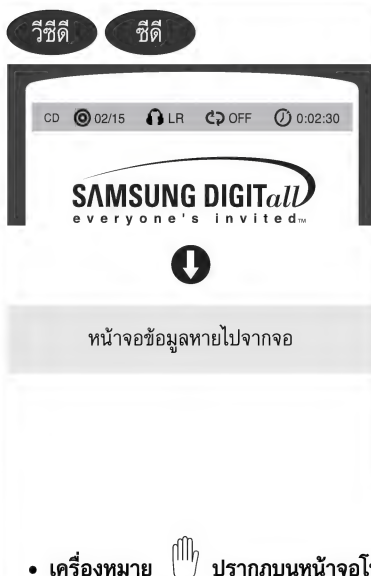 วีซีดี ซีดี
CD 02/15 LR OFF 0:02:30
SAMSUNG DIGITall
everyone's invited™
หน้าจอข้อมูลหายไปจากจอ
• เครื่องหมาย ปรากฏบนหน้าจอ